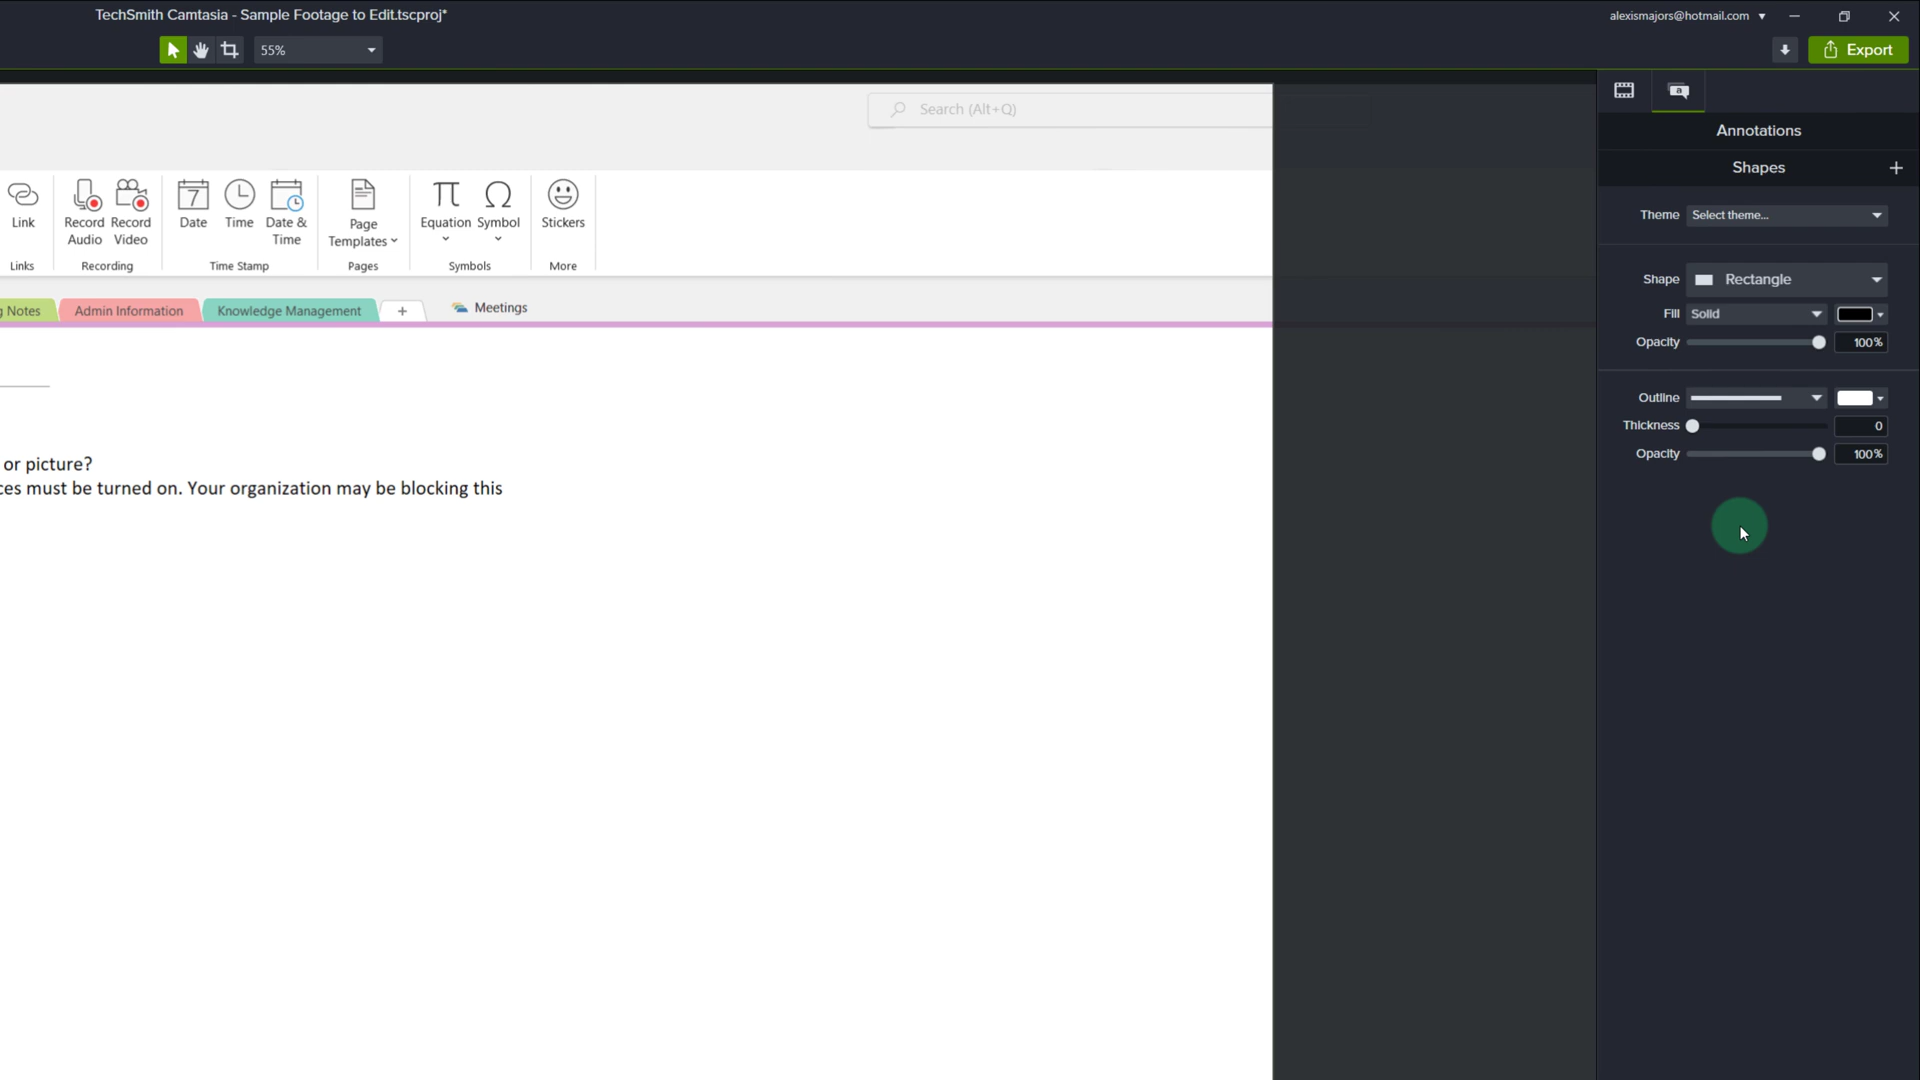 TechSmith Camtasia - Sample Footage to Edit.tscproj*
alexismajors@hotmail.com
55%
Export
Search (Alt+Q)
a
Annotations
Shapes
Link
Record Audio
Record Video
7
Date
Time
Date & Time
Page Templates
π
Equation
Ω
Symbol
Stickers
Links
Recording
Time Stamp
Pages
Symbols
More
Theme Select theme...
Shape Rectangle
Fill Solid
Opacity 100%
g Notes
Admin Information
Knowledge Management
+
Meetings
Outline
Thickness 0
Opacity 100%
or picture?
ces must be turned on. Your organization may be blocking this